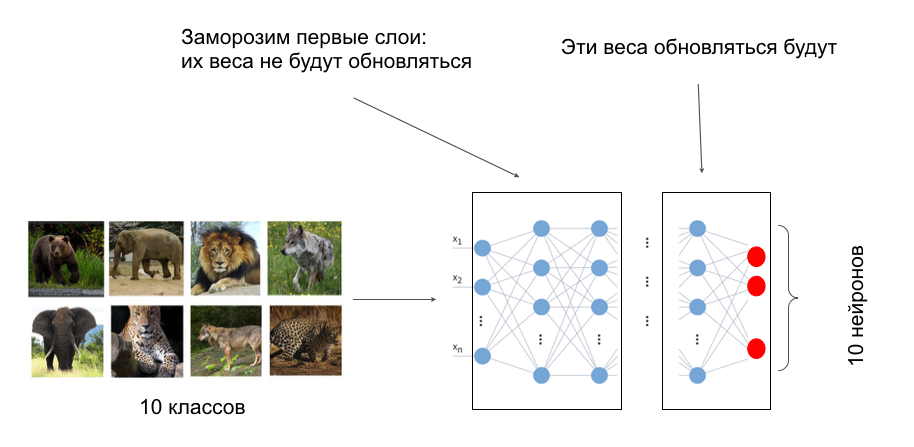 Заморозим первые слои:
их веса не будут обновляться
Эти веса обновляться будут
x1
x2
...
xn
...
...
...
...
...
...
10 нейронов
10 классов